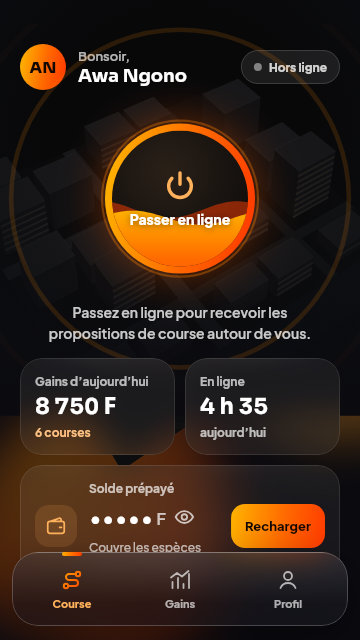 AN
Bonsoir,
Awa Ngono
Hors ligne
Passer en ligne
Passez en ligne pour recevoir les
propositions de course autour de vous.
Gains d’aujourd’hui
8 750 F
6 courses
En ligne
4 h 35
aujourd’hui
Solde prépayé
●●●●● F
Couvre les espèces
Recharger
Course
Gains
Profil